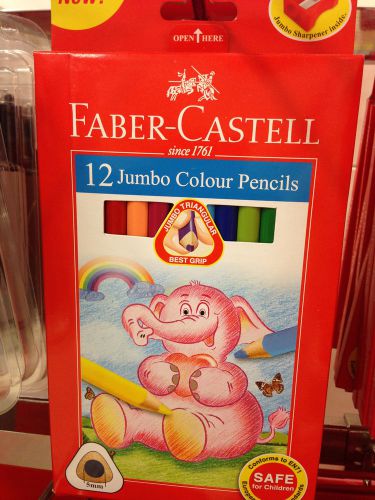 NOW!
Jumbo Sharpener inside.
OPEN HERE
FABER-CASTELL
since 1761
12 Jumbo Colour Pencils
JUMBO TRIANGULAR
BEST GRIP
5mm
Conforms to EN71
SAFE
for Children